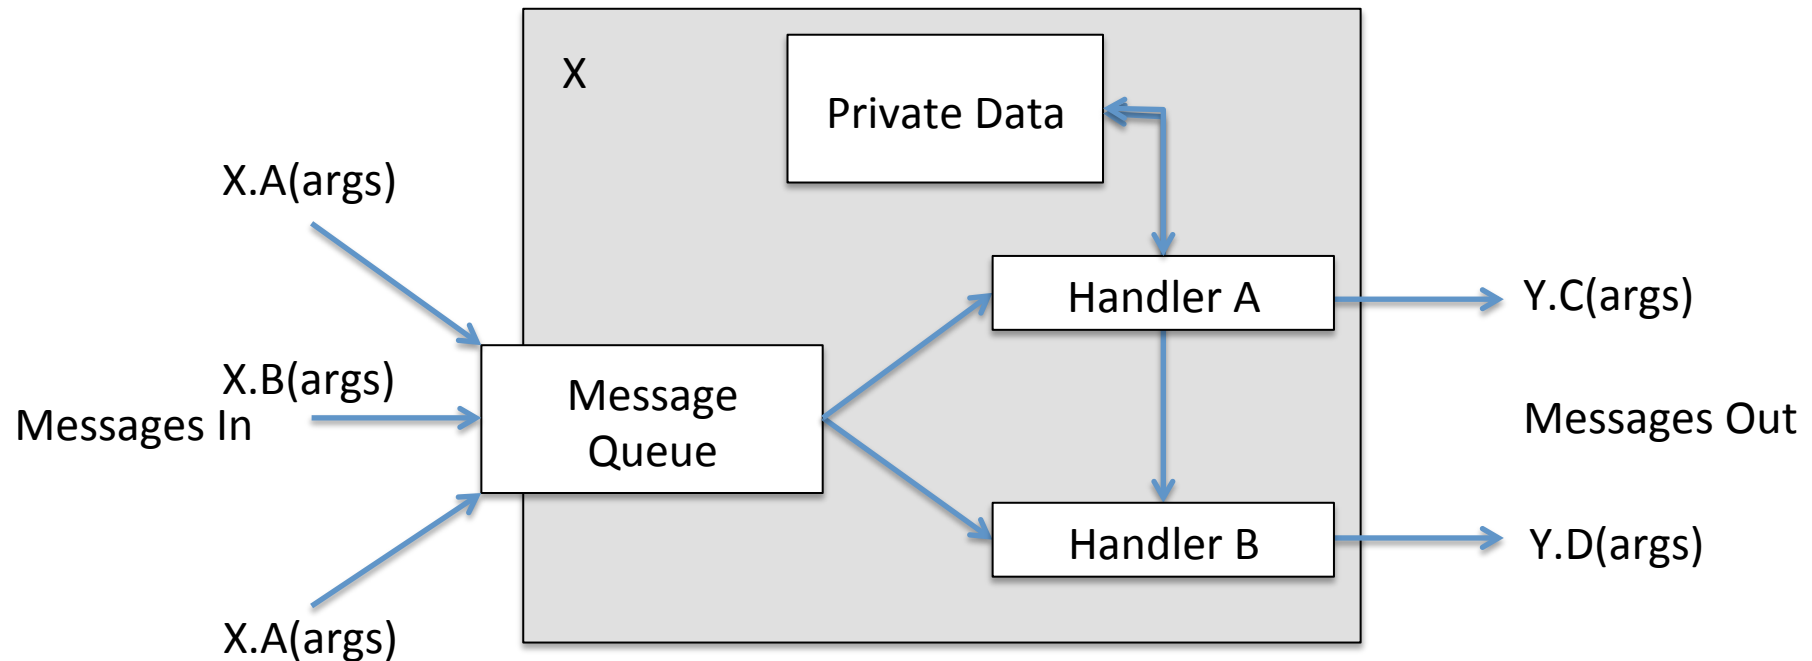 X
Private Data
X.A(args)
Handler A
Y.C(args)
X.B(args)
Messages In
Message
Queue
Messages Out
Handler B
Y.D(args)
X.A(args)